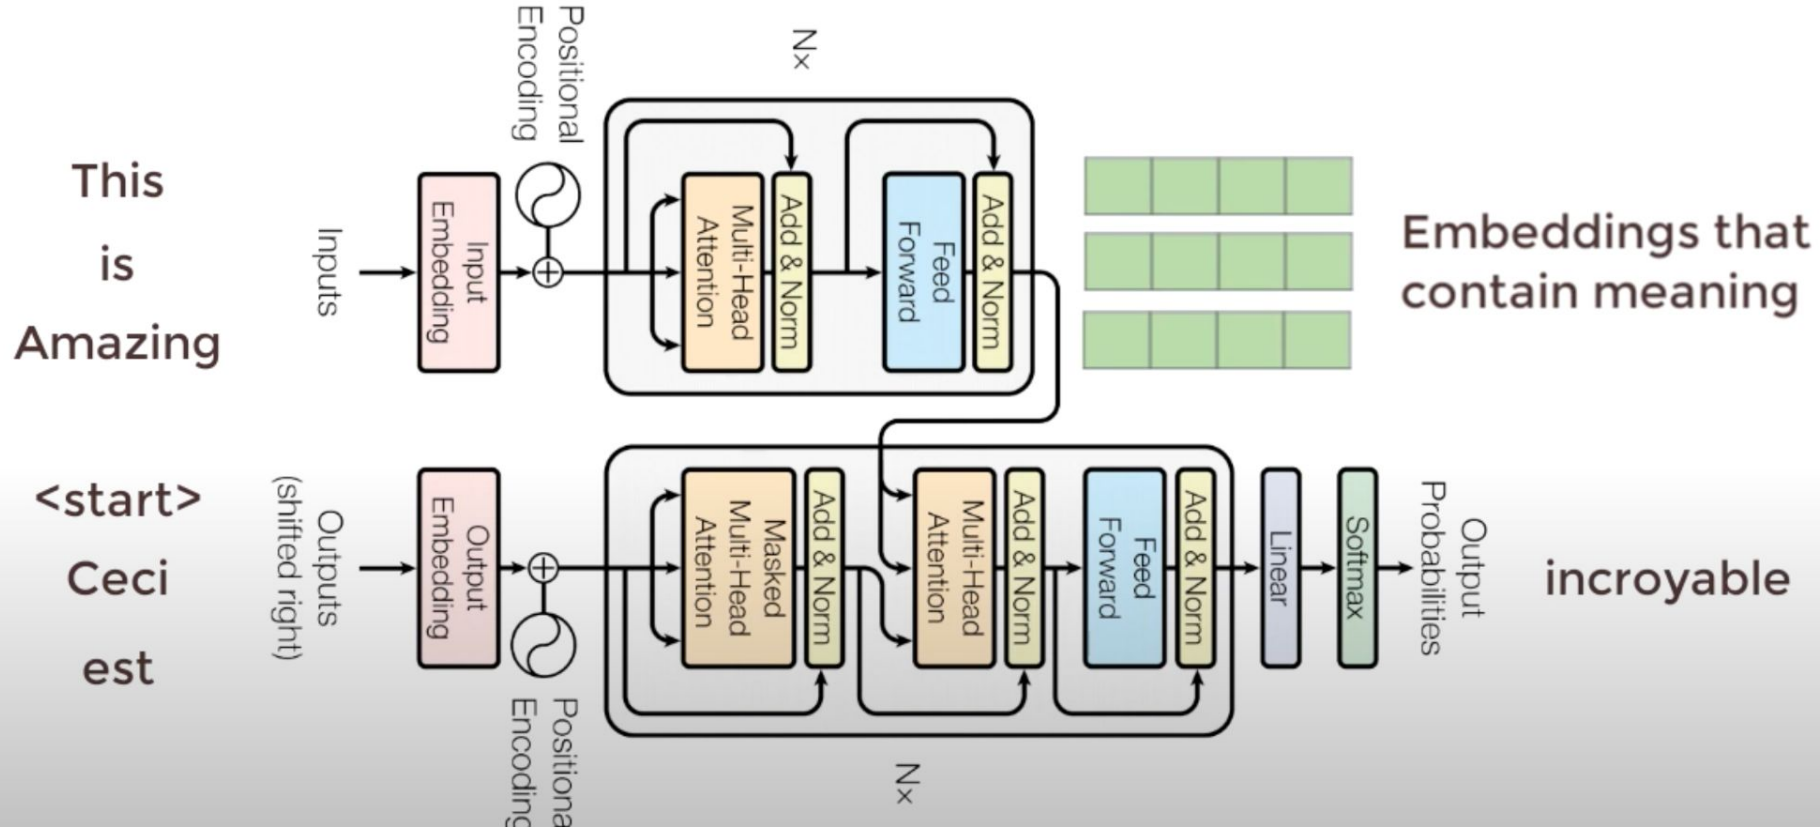 This
is
Amazing
Inputs
Input
Embedding
Positional
Encoding
Nx
Multi-Head
Attention
Add & Norm
Feed
Forward
Add & Norm
Embeddings that
contain meaning
<start>
Ceci
est
Outputs
(shifted right)
Output
Embedding
Positional
Encoding
Masked
Multi-Head
Attention
Add & Norm
Multi-Head
Attention
Add & Norm
Feed
Forward
Add & Norm
Nx
Linear
Softmax
Output
Probabilities
incroyable